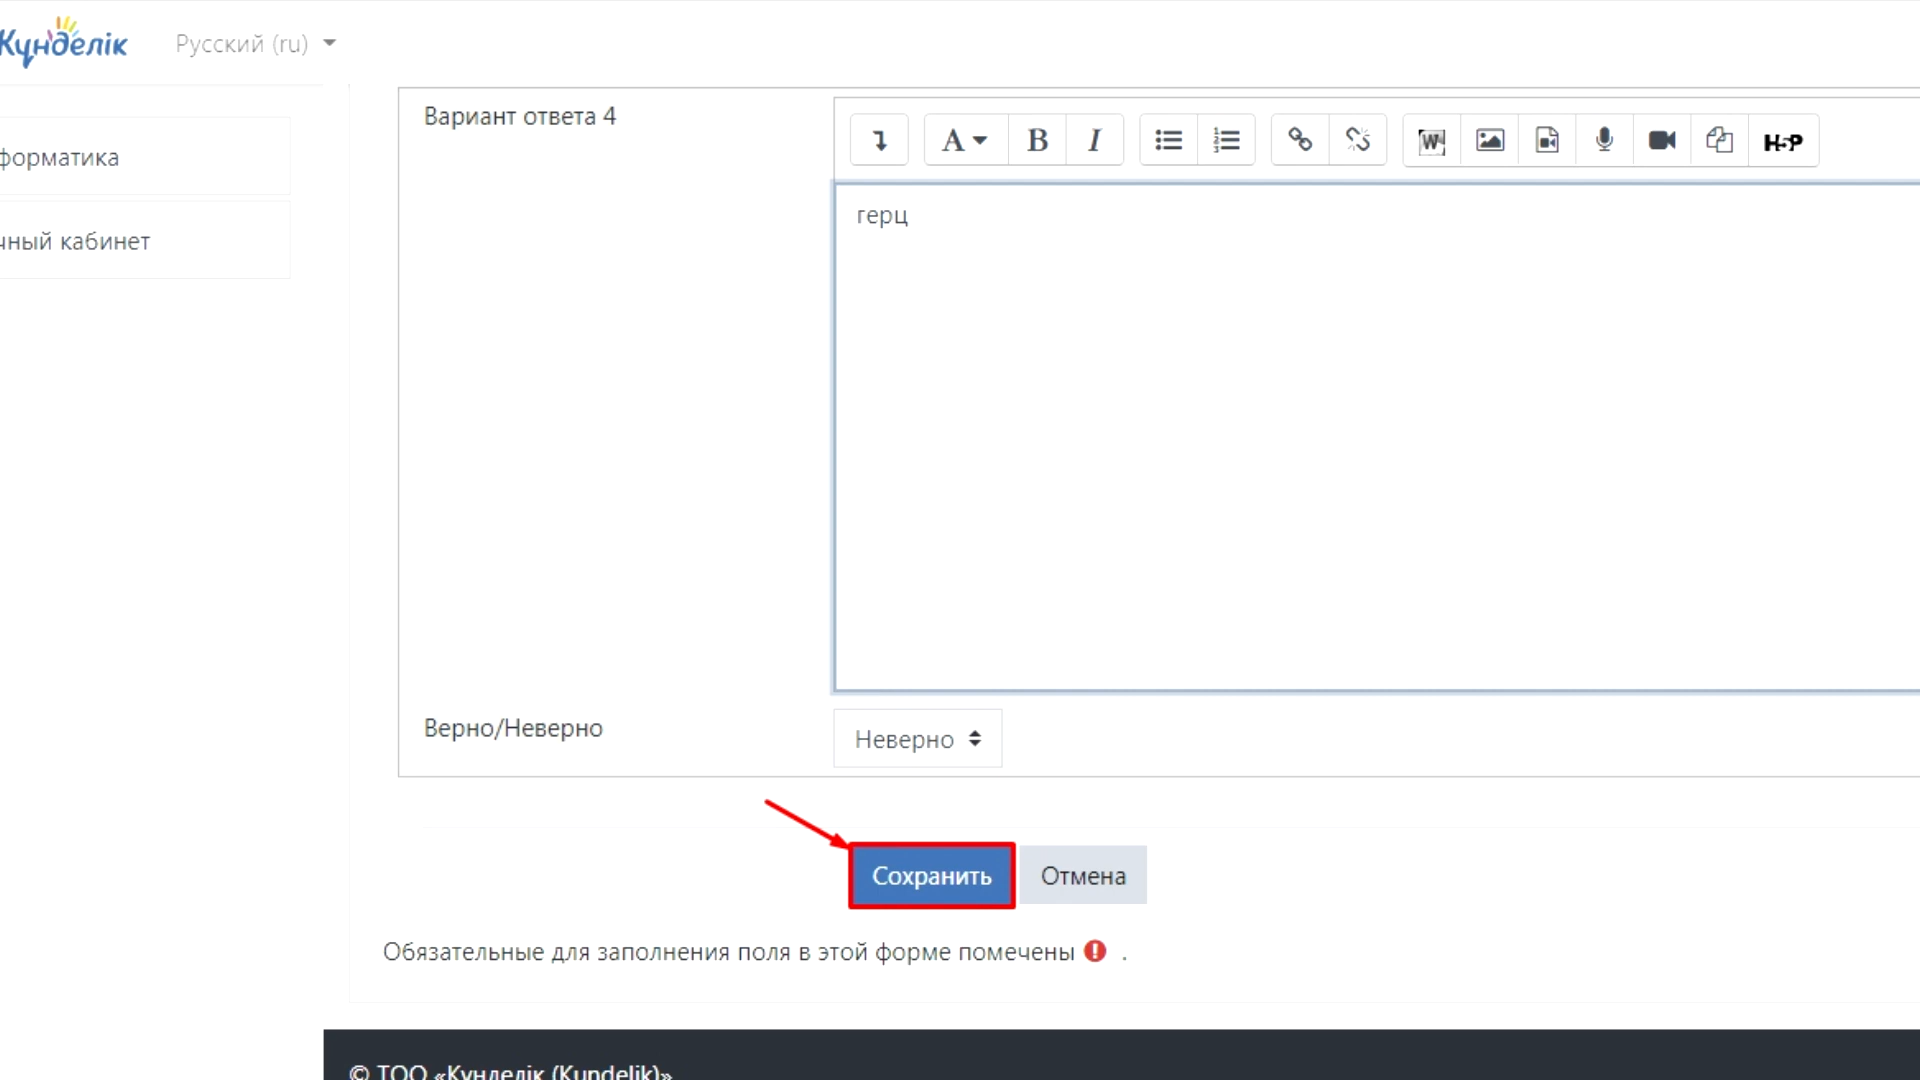 Күнделік
Русский (ru)
Вариант ответа 4
A B I W H-P
форматика
герц
чный кабинет
Верно/Неверно
Неверно
Сохранить
Отмена
Обязательные для заполнения поля в этой форме помечены ! .
© ТОО «Күнделік (Kundelik)»